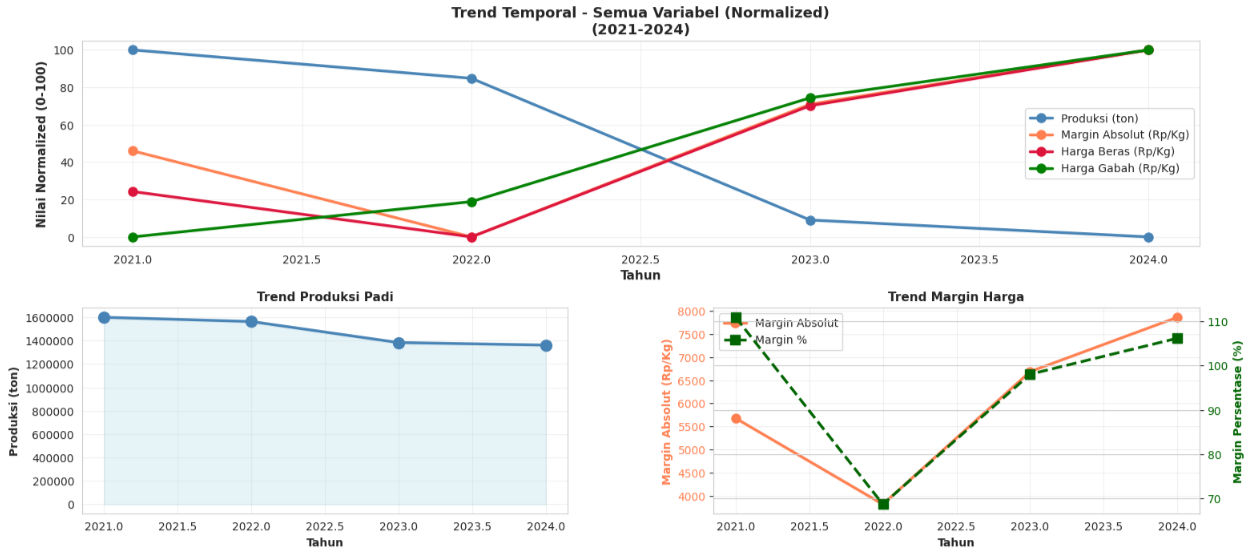 Trend Temporal - Semua Variabel (Normalized)
(2021-2024)
Nilai Normalized (0-100)
100
80
60
40
20
0
Produksi (ton)
Margin Absolut (Rp/Kg)
Harga Beras (Rp/Kg)
Harga Gabah (Rp/Kg)
2021.0 2021.5 2022.0 2022.5 2023.0 2023.5 2024.0
Tahun
Trend Produksi Padi
Produksi (ton)
1600000
1400000
1200000
1000000
800000
600000
400000
200000
0
2021.0 2021.5 2022.0 2022.5 2023.0 2023.5 2024.0
Tahun
Trend Margin Harga
Margin Absolut (Rp/Kg)
8000
7500
7000
6500
6000
5500
5000
4500
4000
Margin Absolut
Margin %
110
100
90
80
70
Margin Persentase (%)
2021.0 2021.5 2022.0 2022.5 2023.0 2023.5 2024.0
Tahun